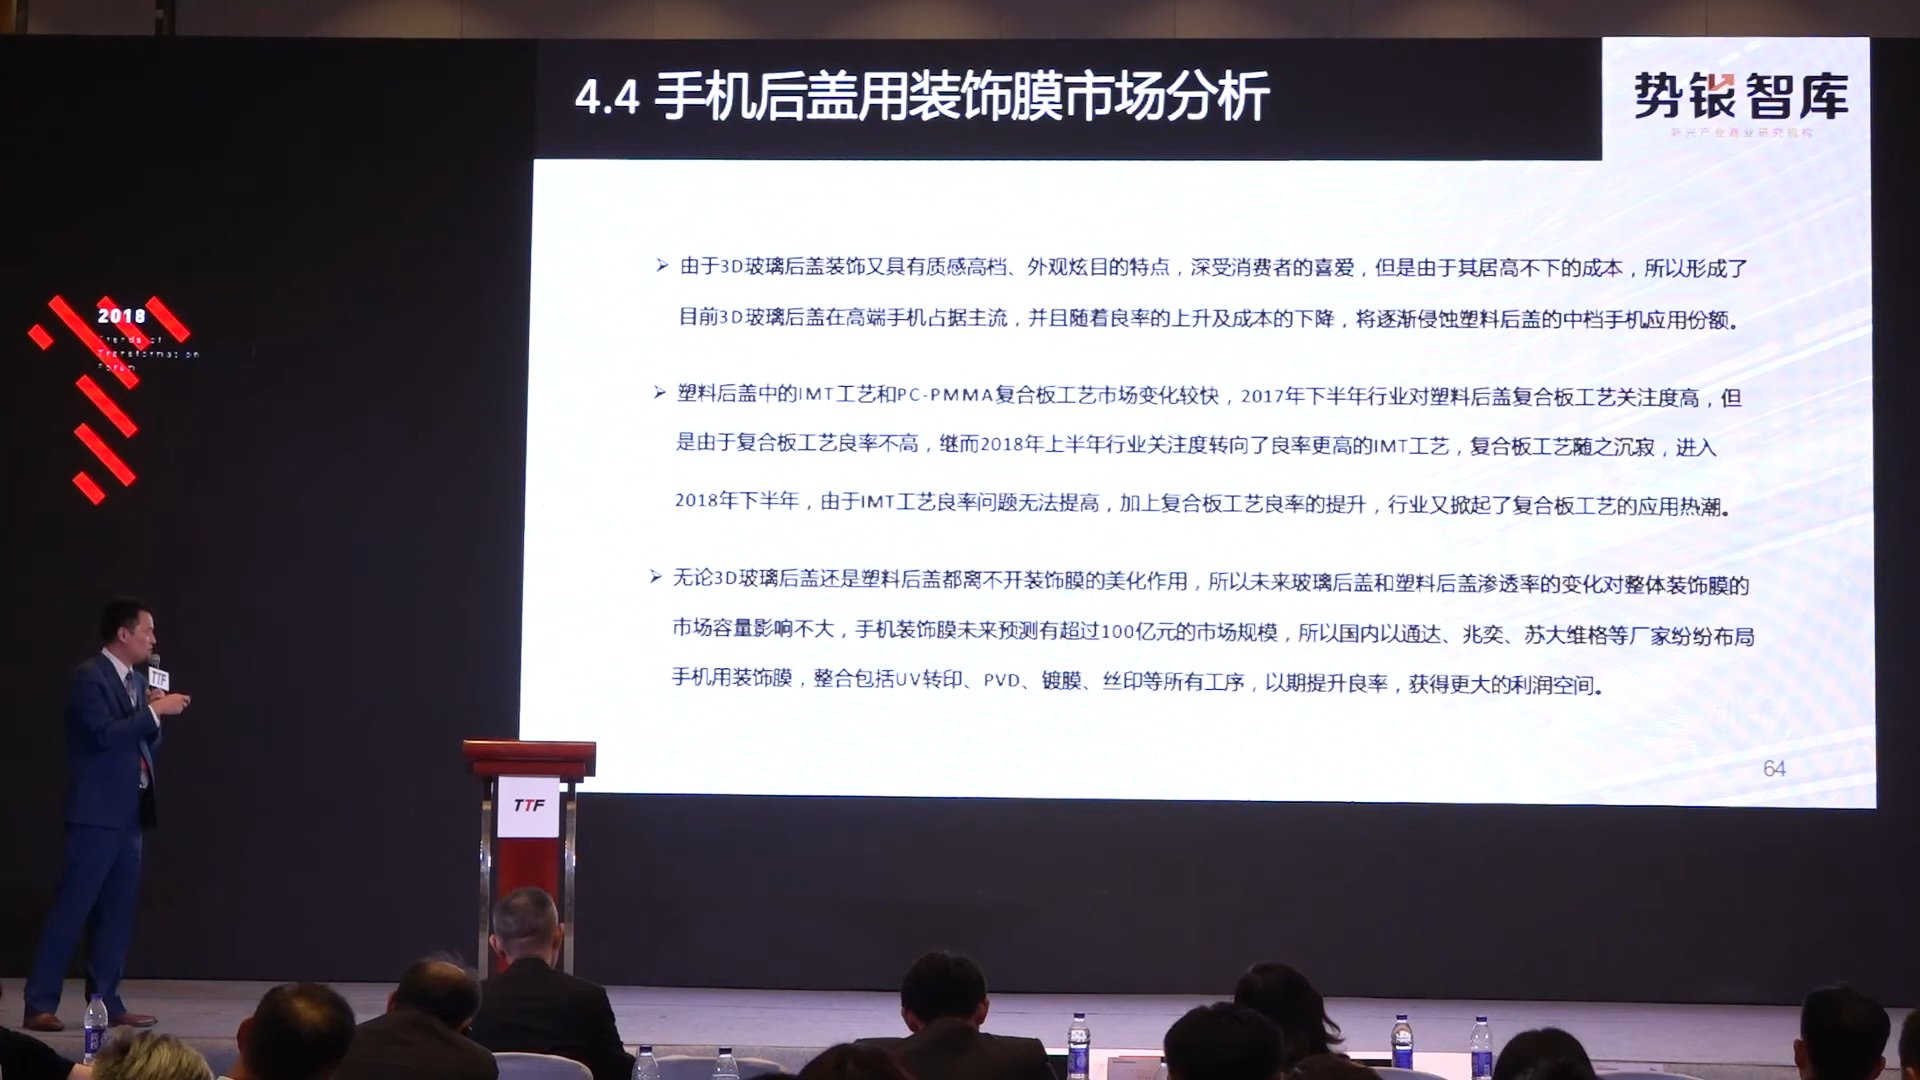 4.4 手机后盖用装饰膜市场分析
势银智库
新兴产业商业研究机构
➢ 由于3D玻璃后盖装饰又具有质感高档、外观炫目的特点，深受消费者的喜爱，但是由于其居高不下的成本，所以形成了
目前3D玻璃后盖在高端手机占据主流，并且随着良率的上升及成本的下降，将逐渐侵蚀塑料后盖的中档手机应用份额。
➢ 塑料后盖中的IMT工艺和PC-PMMA复合板工艺市场变化较快，2017年下半年行业对塑料后盖复合板工艺关注度高，但
是由于复合板工艺良率不高，继而2018年上半年行业关注度转向了良率更高的IMT工艺，复合板工艺随之沉寂，进入
2018年下半年，由于IMT工艺良率问题无法提高，加上复合板工艺良率的提升，行业又掀起了复合板工艺的应用热潮。
➢ 无论3D玻璃后盖还是塑料后盖都离不开装饰膜的美化作用，所以未来玻璃后盖和塑料后盖渗透率的变化对整体装饰膜的
市场容量影响不大，手机装饰膜未来预测有超过100亿元的市场规模，所以国内以通达、兆奕、苏大维格等厂家纷纷布局
手机用装饰膜，整合包括UV转印、PVD、镀膜、丝印等所有工序，以期提升良率，获得更大的利润空间。
64
2018
Trends of
Transformation
Forum
TTF
TTF